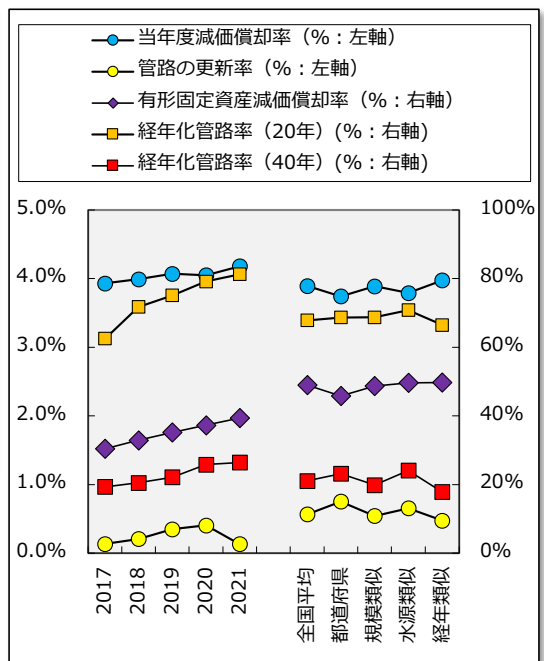 当年度減価償却率（%：左軸）
管路の更新率（%：左軸）
有形固定資産減価償却率（%：右軸）
経年化管路率（20年）(%：右軸)
経年化管路率（40年）(%：右軸)
5.0%
4.0%
3.0%
2.0%
1.0%
0.0%
100%
80%
60%
40%
20%
0%
2017
2018
2019
2020
2021
全国平均
都道府県
規模類似
水源類似
経年類似